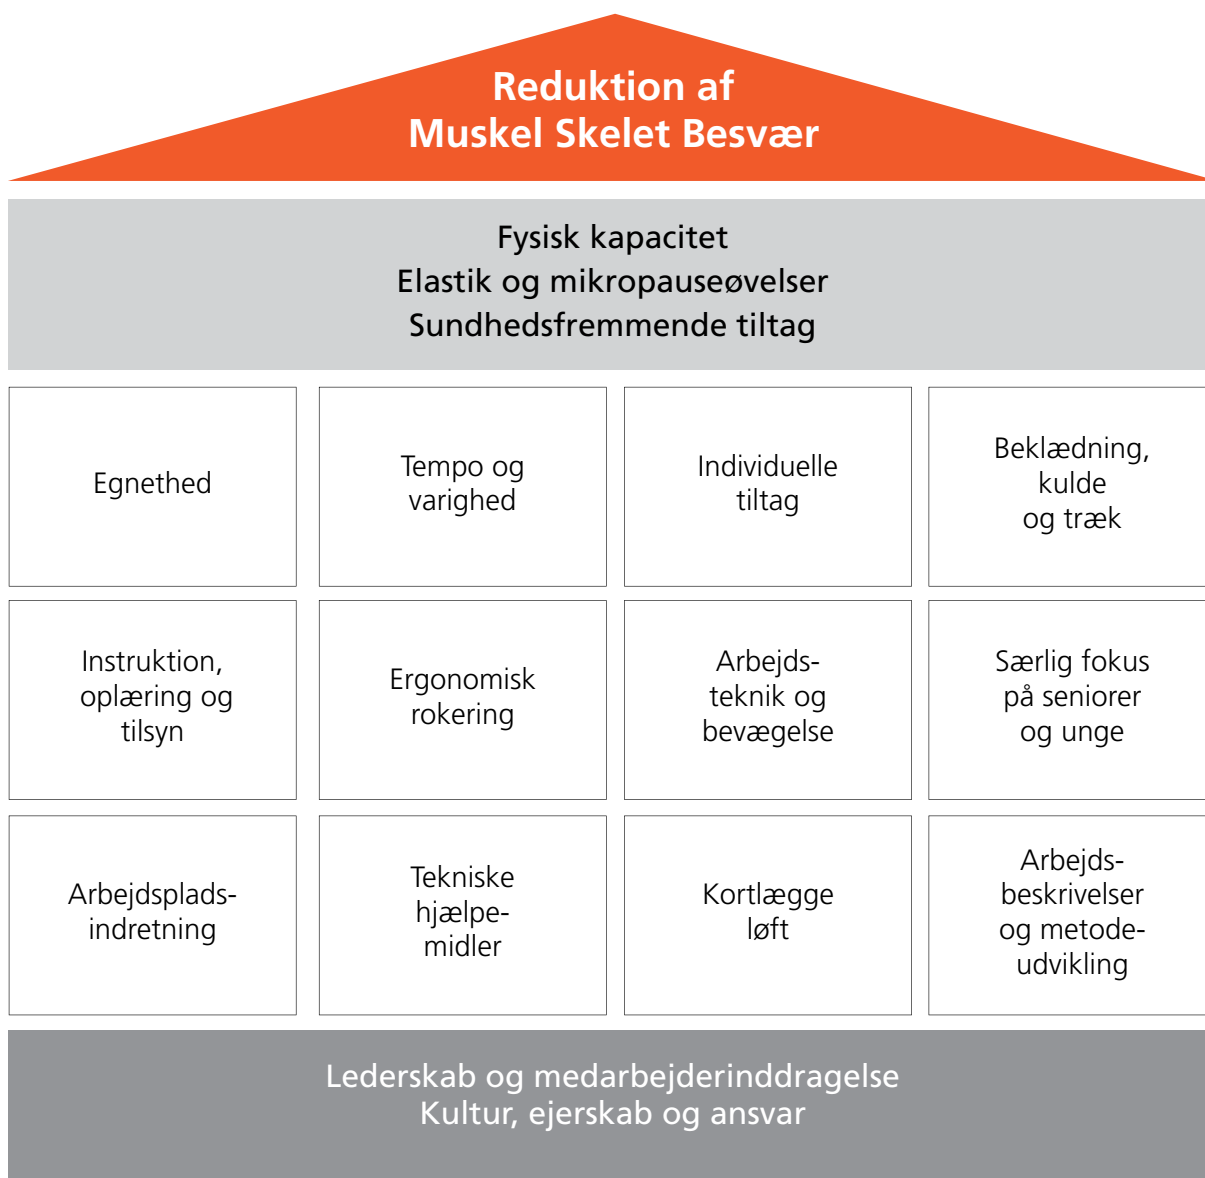 Reduktion af
Muskel Skelet Besvær
Fysisk kapacitet
Elastik og mikropauseøvelser
Sundhedsfremmende tiltag
Egnethed
Tempo og
varighed
Individuelle
tiltag
Beklædning,
kulde
og træk
Instruktion,
oplæring og
tilsyn
Ergonomisk
rokering
Arbejds-
teknik og
bevægelse
Særlig fokus
på seniorer
og unge
Arbejdsplads-
indretning
Tekniske
hjælpe-
midler
Kortlægge
løft
Arbejds-
beskrivelser
og metode-
udvikling
Lederskab og medarbejderinddragelse
Kultur, ejerskab og ansvar